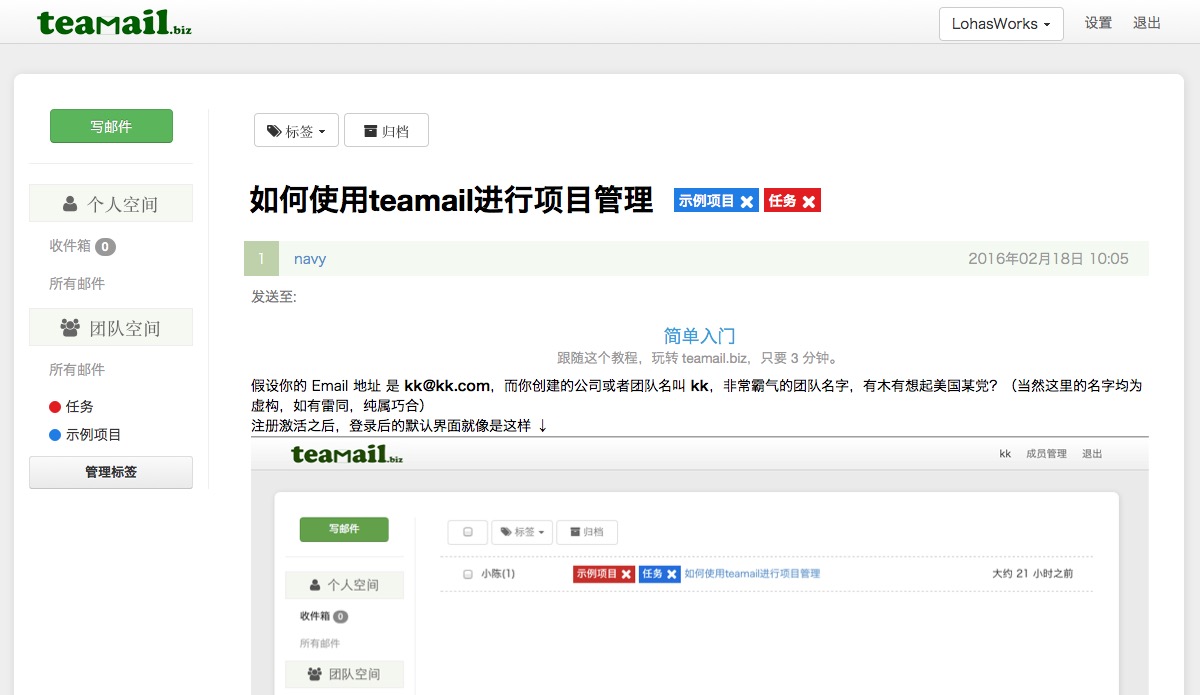 teamail.biz
LohasWorks 设置 退出
写邮件
标签 归档
个人空间
收件箱 0
所有邮件
团队空间
所有邮件
任务
示例项目
管理标签
如何使用teamail进行项目管理 示例项目 × 任务 ×
1 navy 2016年02月18日 10:05
发送至:
简单入门
跟随这个教程，玩转 teamail.biz，只要 3 分钟。
假设你的 Email 地址 是 kk@kk.com，而你创建的公司或者团队名叫 kk，非常霸气的团队名字，有木有想起美国某党？（当然这里的名字均为
虚构，如有雷同，纯属巧合）
注册激活之后，登录后的默认界面就像是这样 ↓
teamail.biz
kk 成员管理 退出
写邮件
标签 归档
个人空间
收件箱 0
所有邮件
团队空间
小陈(1) 示例项目 × 任务 × 如何使用teamail进行项目管理 大约 21 小时之前